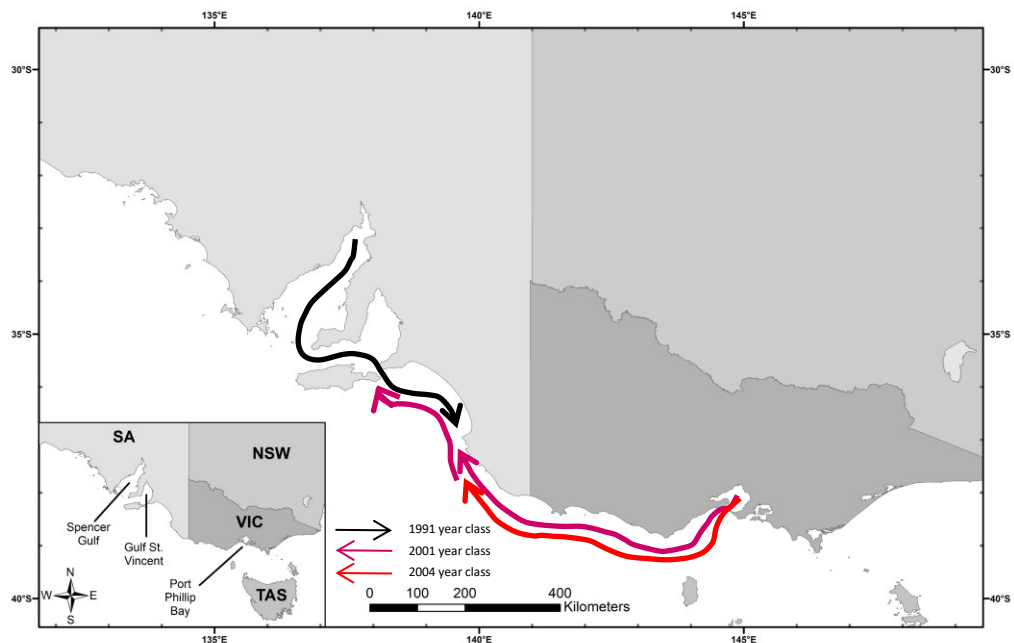 135°E
140°E
145°E
30°S
30°S
35°S
35°S
40°S
40°S
SA
NSW
VIC
TAS
Spencer
Gulf
Gulf St.
Vincent
Port
Phillip
Bay
N
W
E
S
1991 year class
2001 year class
2004 year class
0
100
200
400
Kilometers
135°E
140°E
145°E